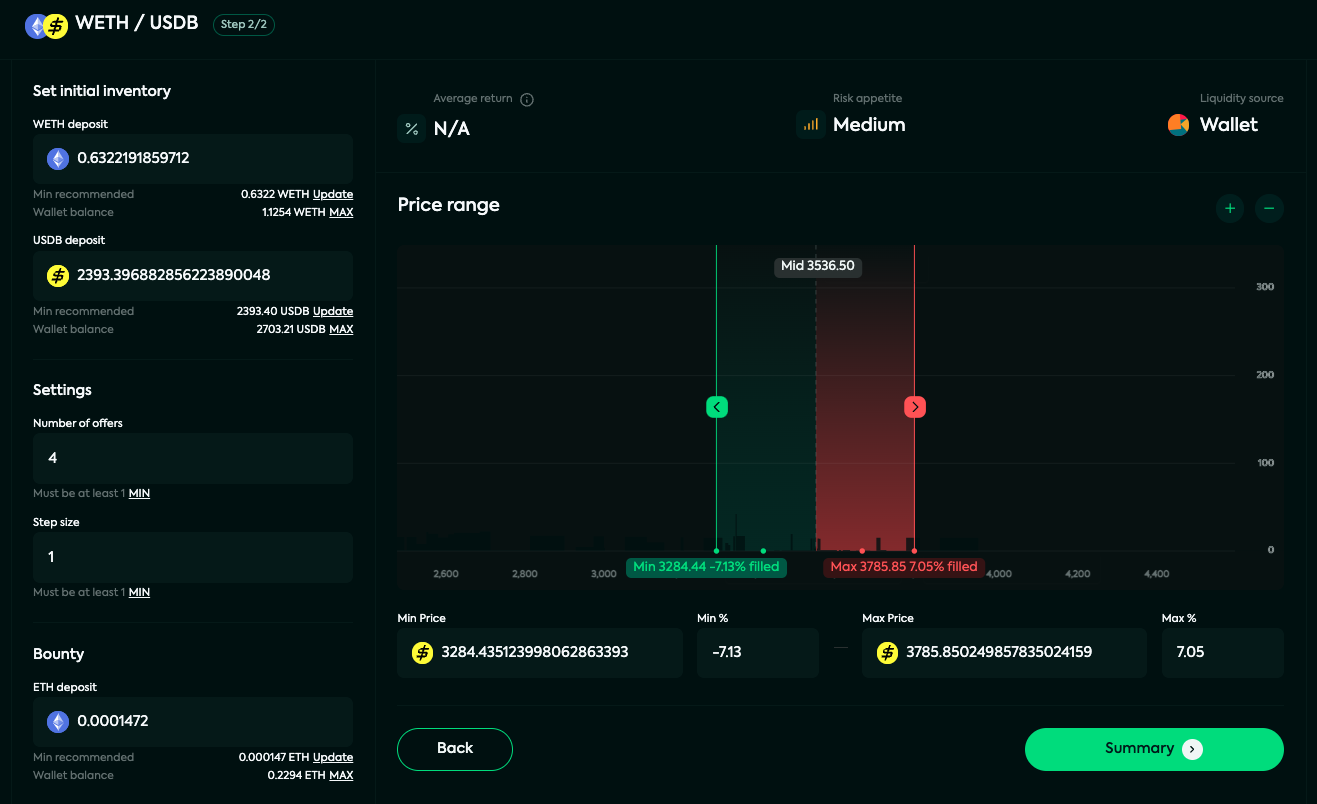 WETH / USDB Step 2/2
Set initial inventory
WETH deposit
0.6322191859712
Min recommended 0.6322 WETH Update
Wallet balance 1.1254 WETH MAX
USDB deposit
2393.396882856223890048
Min recommended 2393.40 USDB Update
Wallet balance 2703.21 USDB MAX
Settings
Number of offers
4
Must be at least 1 MIN
Step size
1
Must be at least 1 MIN
Bounty
ETH deposit
0.0001472
Min recommended 0.000147 ETH Update
Wallet balance 0.2294 ETH MAX
Average return
N/A
Risk appetite
Medium
Liquidity source
Wallet
Price range
Mid 3536.50
300
200
100
0
Min 3284.44 -7.13% filled
Max 3785.85 7.05% filled
2,600 2,800 3,000 4,000 4,200 4,400
Min Price
3284.435123998062863393
Min %
-7.13
Max Price
3785.850249857835024159
Max %
7.05
Back
Summary